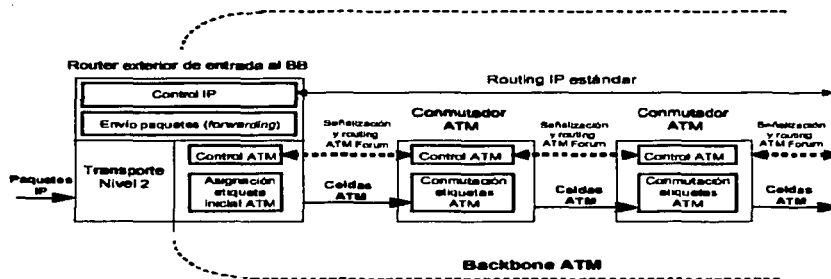 Router exterior de entrada al BB
Control IP
Routing IP estándar
Envío paquetes (forwarding)
Señalización
y routing
ATM Forum
Conmutador
ATM
Señalización
y routing
ATM Forum
Conmutador
ATM
Señalización
y routing
ATM Forum
Paquetes
IP
Transporte
Nivel 2
Control ATM
Control ATM
Control ATM
Asignación
etiqueta
inicial ATM
Celdas
ATM
Conmutación
etiquetas
ATM
Celdas
ATM
Conmutación
etiquetas
ATM
Celdas
ATM
Backbone ATM